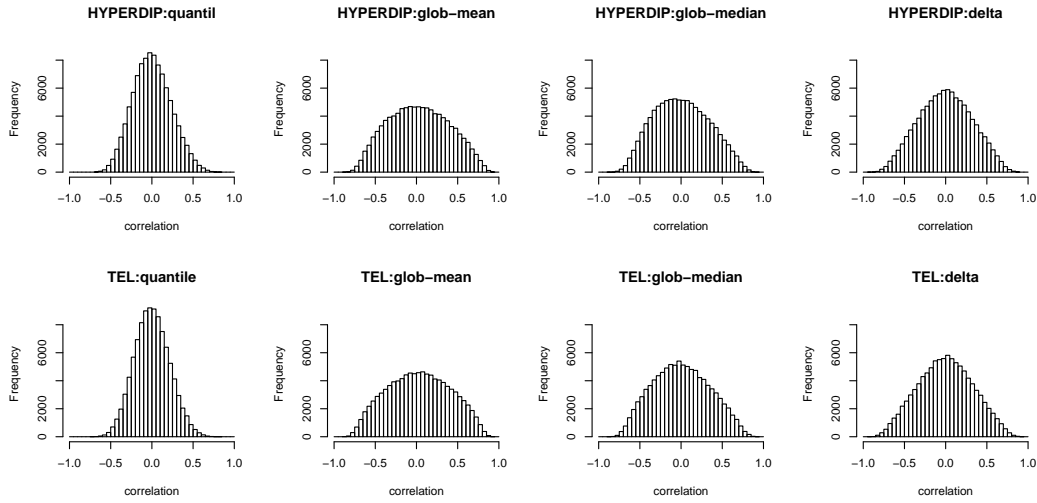 HYPERDIP:quantil
HYPERDIP:glob−mean
HYPERDIP:glob−median
HYPERDIP:delta
Frequency
0 2000 6000
−1.0 −0.5 0.0 0.5 1.0
correlation
Frequency
0 2000 6000
−1.0 −0.5 0.0 0.5 1.0
correlation
Frequency
0 2000 6000
−1.0 −0.5 0.0 0.5 1.0
correlation
Frequency
0 2000 6000
−1.0 −0.5 0.0 0.5 1.0
correlation
TEL:quantile
TEL:glob−mean
TEL:glob−median
TEL:delta
Frequency
0 2000 6000
−1.0 −0.5 0.0 0.5 1.0
correlation
Frequency
0 2000 6000
−1.0 −0.5 0.0 0.5 1.0
correlation
Frequency
0 2000 6000
−1.0 −0.5 0.0 0.5 1.0
correlation
Frequency
0 2000 6000
−1.0 −0.5 0.0 0.5 1.0
correlation